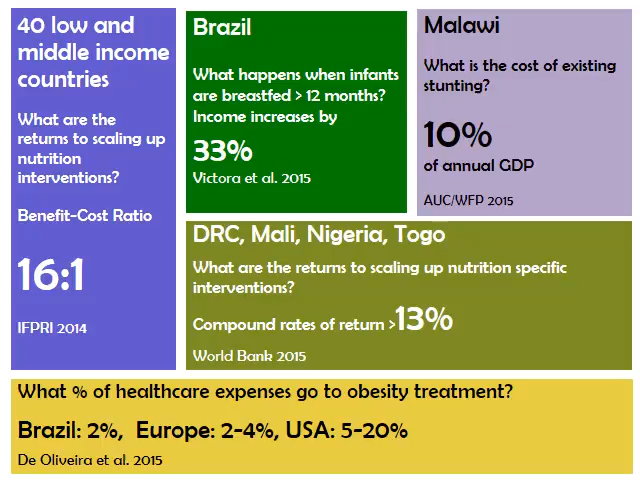 40 low and
middle income
countries
What are the
returns to scaling up
nutrition
interventions?
Benefit-Cost Ratio
16:1
IFPRI 2014
Brazil
What happens when infants
are breastfed > 12 months?
Income increases by
33%
Victora et al. 2015
Malawi
What is the cost of existing
stunting?
10%
of annual GDP
AUC/WFP 2015
DRC, Mali, Nigeria, Togo
What are the returns to scaling up nutrition specific
interventions?
Compound rates of return >13%
World Bank 2015
What % of healthcare expenses go to obesity treatment?
Brazil: 2%, Europe: 2-4%, USA: 5-20%
De Oliveira et al. 2015